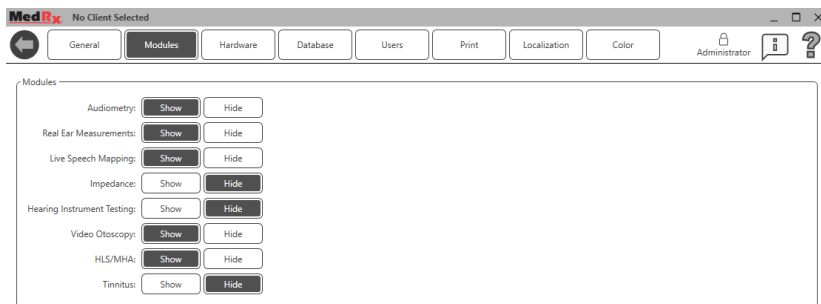 MedRx No Client Selected
General Modules Hardware Database Users Print Localization Color Administrator
Modules
Audiometry: Show Hide
Real Ear Measurements: Show Hide
Live Speech Mapping: Show Hide
Impedance: Show Hide
Hearing Instrument Testing: Show Hide
Video Otoscopy: Show Hide
HLS/MHA: Show Hide
Tinnitus: Show Hide